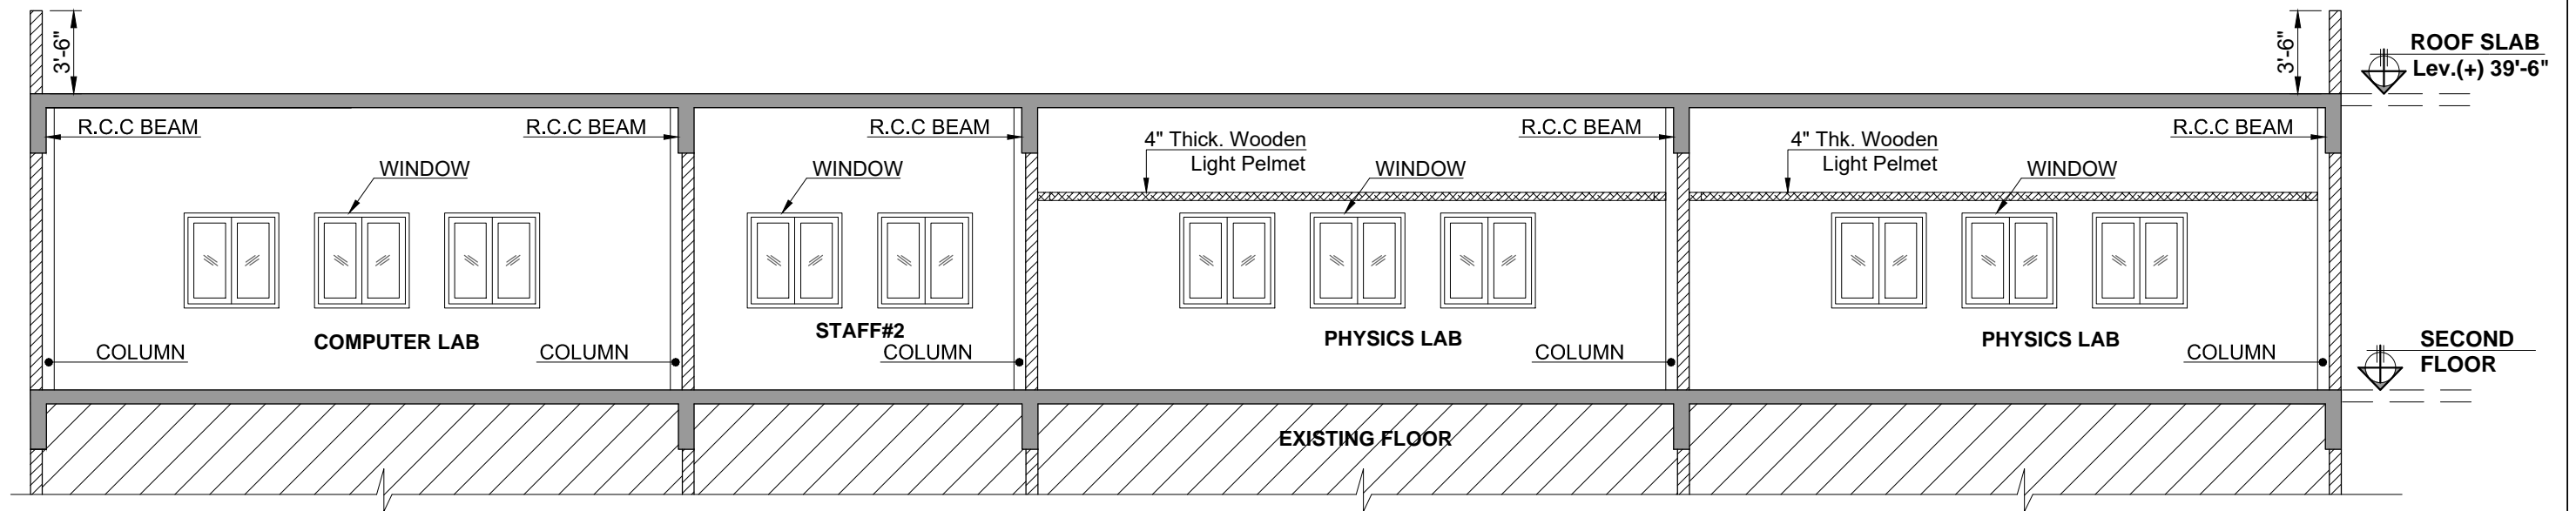 3'-6"
3'-6"
ROOF SLAB
Lev.(+) 39'-6"
R.C.C BEAM
R.C.C BEAM
R.C.C BEAM
R.C.C BEAM
R.C.C BEAM
4" Thick. Wooden
Light Pelmet
4" Thk. Wooden
Light Pelmet
WINDOW
WINDOW
WINDOW
WINDOW
COMPUTER LAB
STAFF#2
PHYSICS LAB
PHYSICS LAB
COLUMN
COLUMN
COLUMN
COLUMN
COLUMN
SECOND
FLOOR
EXISTING FLOOR